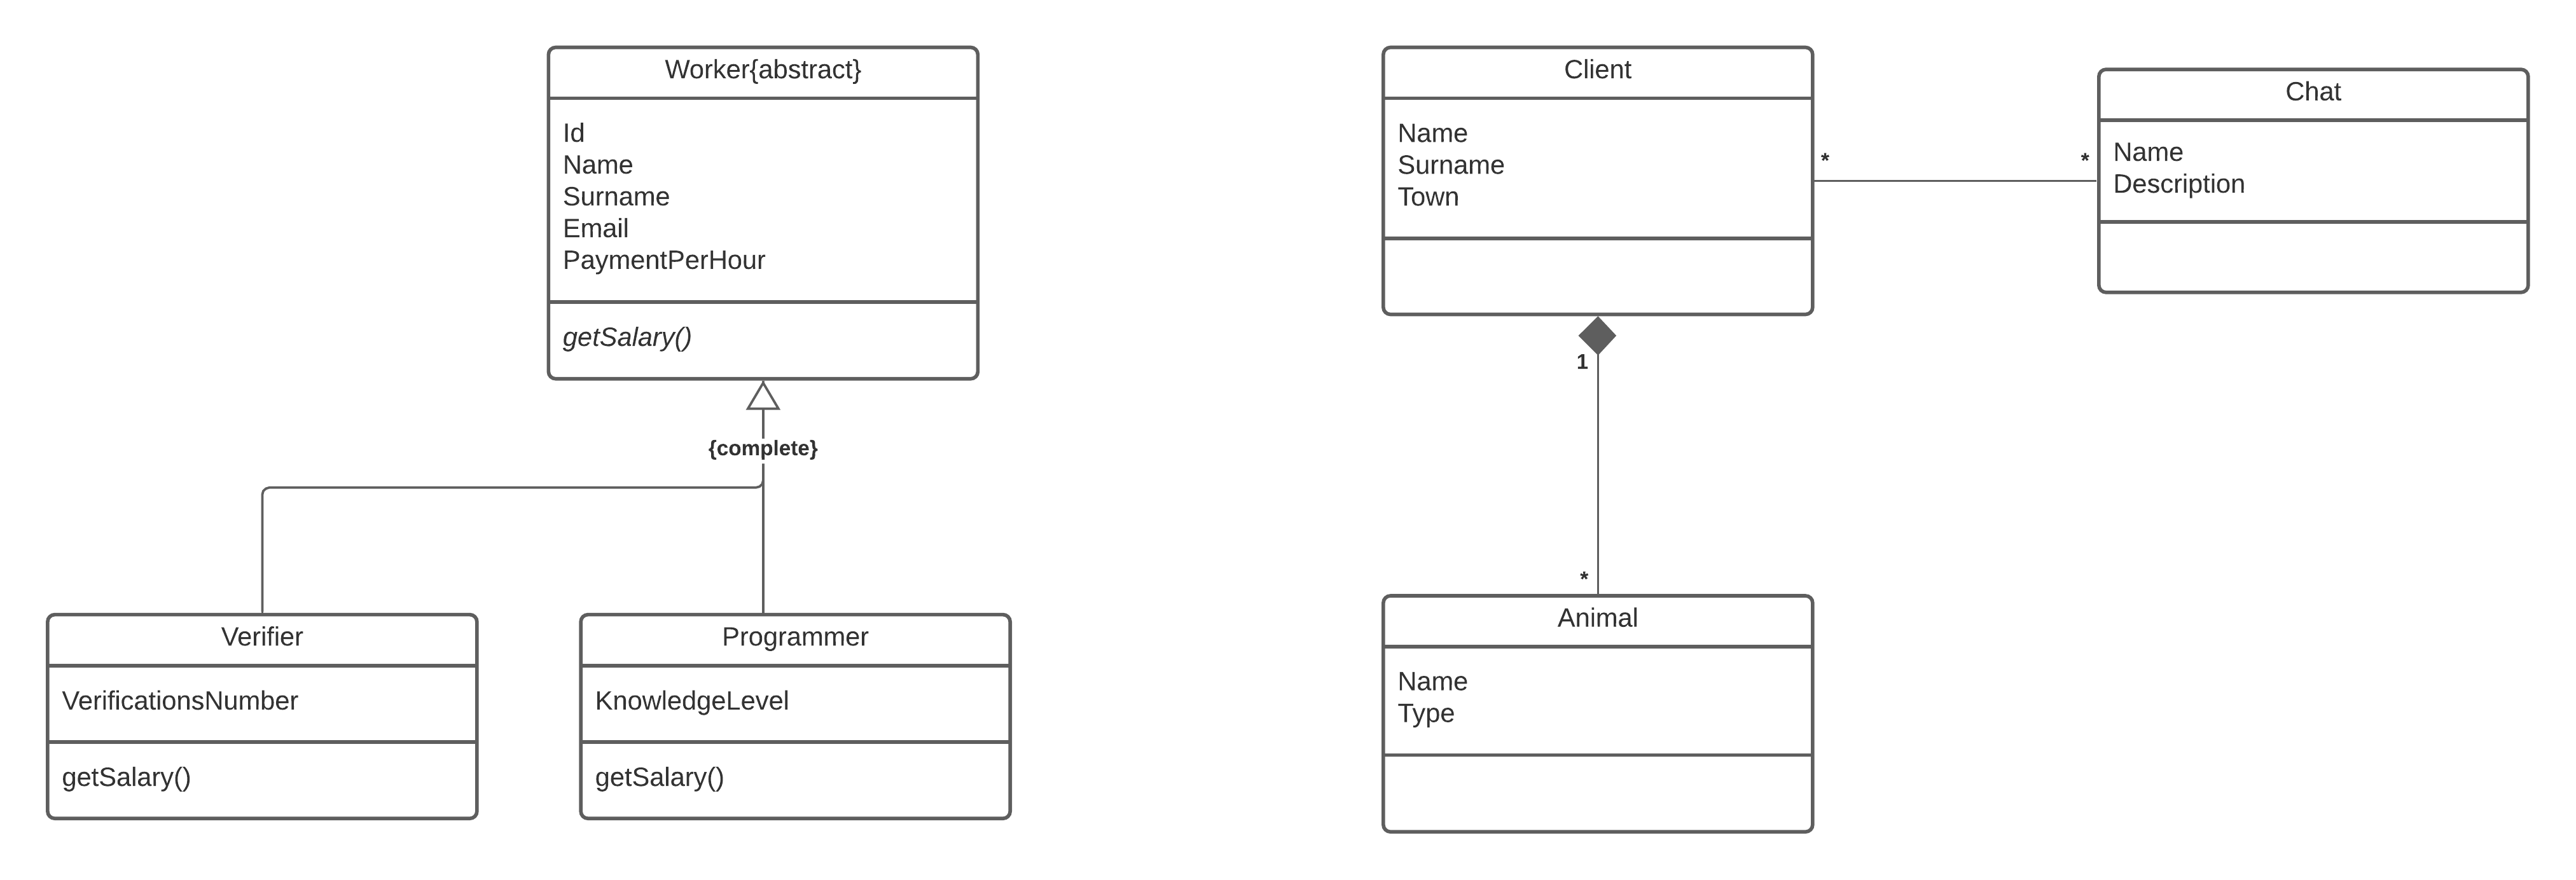 Worker{abstract}
Id
Name
Surname
Email
PaymentPerHour
getSalary()
{complete}
Verifier
VerificationsNumber
getSalary()
Programmer
KnowledgeLevel
getSalary()
Client
Name
Surname
Town
*
*
Chat
Name
Description
1
*
Animal
Name
Type